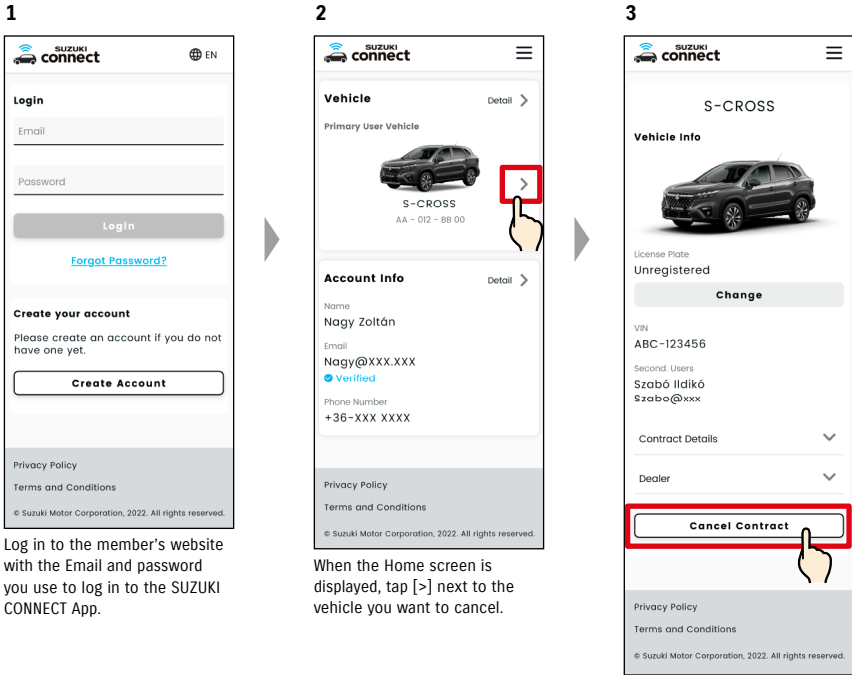 1
SUZUKI
connect
EN
Login
Email
Password
Login
Forgot Password?
Create your account
Please create an account if you do not
have one yet.
Create Account
Privacy Policy
Terms and Conditions
© Suzuki Motor Corporation, 2022. All rights reserved.
Log in to the member's website
with the Email and password
you use to log in to the SUZUKI
CONNECT App.
2
SUZUKI
connect
Vehicle
Detail >
Primary User Vehicle
>
S-CROSS
AA - 012 - BB 00
Account Info
Detail >
Name
Nagy Zoltán
Email
Nagy@XXX.XXX
Verified
Phone Number
+36-XXX XXXX
Privacy Policy
Terms and Conditions
© Suzuki Motor Corporation, 2022. All rights reserved.
When the Home screen is
displayed, tap [>] next to the
vehicle you want to cancel.
3
SUZUKI
connect
S-CROSS
Vehicle Info
License Plate
Unregistered
Change
VIN
ABC-123456
Second. Users
Szabó Ildikó
Szabo@xxx
Contract Details
Dealer
Cancel Contract
Privacy Policy
Terms and Conditions
© Suzuki Motor Corporation, 2022. All rights reserved.